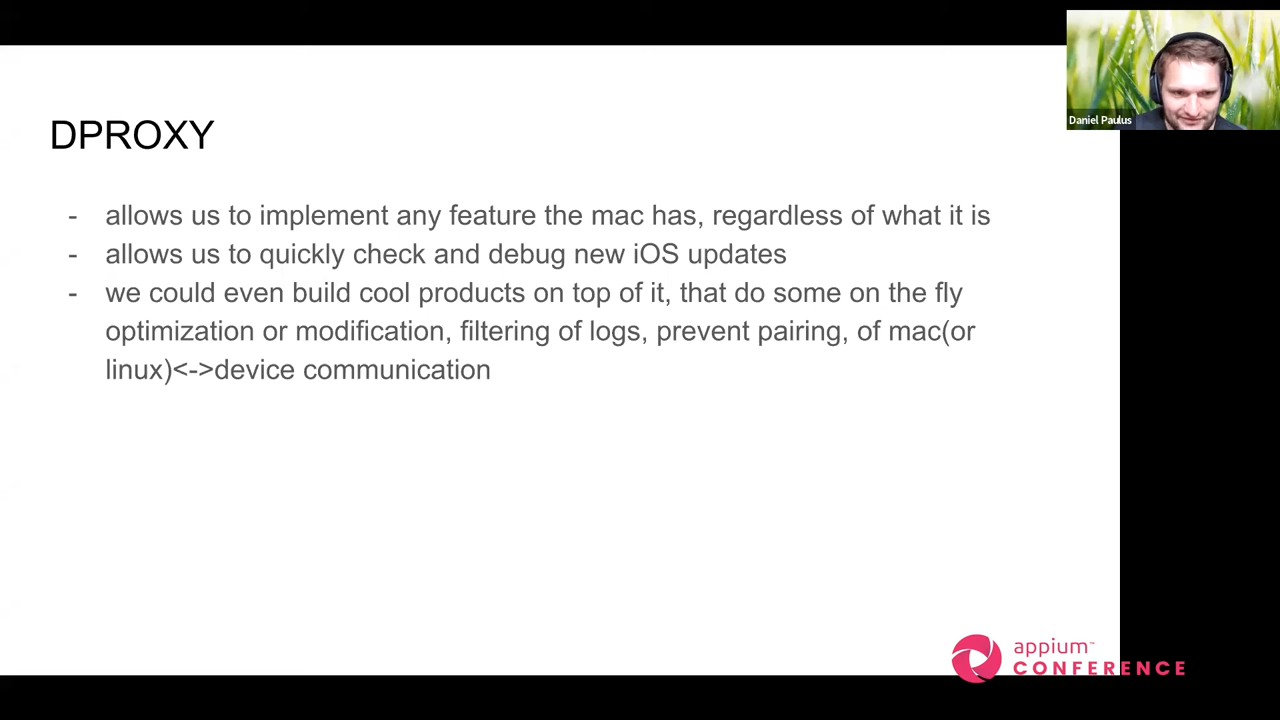 Daniel Paulus
DPROXY
- allows us to implement any feature the mac has, regardless of what it is
- allows us to quickly check and debug new iOS updates
- we could even build cool products on top of it, that do some on the fly
optimization or modification, filtering of logs, prevent pairing, of mac(or
linux)<->device communication
appium™
CONFERENCE